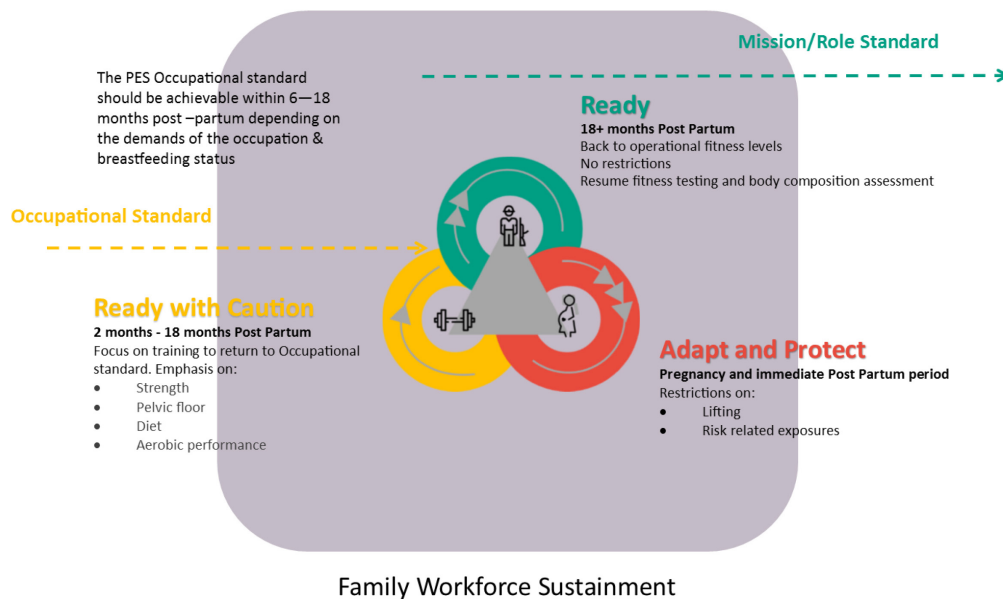 Mission/Role Standard
The PES Occupational standard
should be achievable within 6—18
months post –partum depending on
the demands of the occupation &
breastfeeding status
Ready
18+ months Post Partum
Back to operational fitness levels
No restrictions
Resume fitness testing and body composition assessment
Occupational Standard
Ready with Caution
2 months - 18 months Post Partum
Focus on training to return to Occupational
standard. Emphasis on:
• Strength
• Pelvic floor
• Diet
• Aerobic performance
Adapt and Protect
Pregnancy and immediate Post Partum period
Restrictions on:
• Lifting
• Risk related exposures
Family Workforce Sustainment